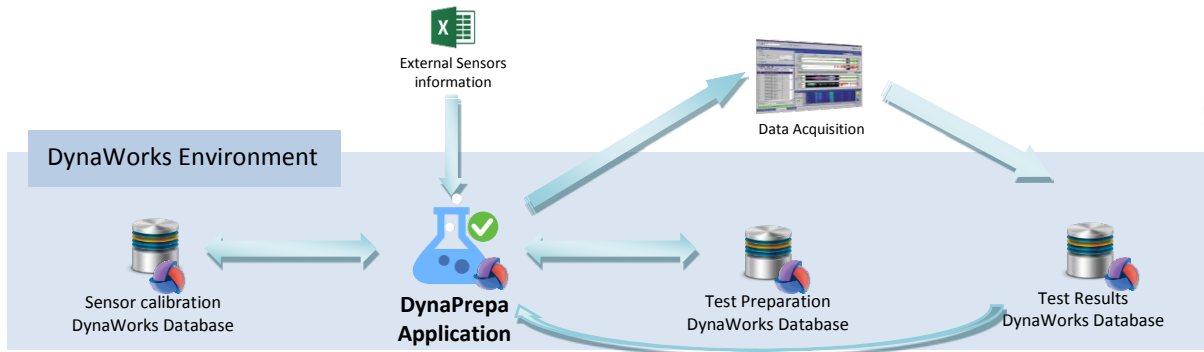 External Sensors
information
Data Acquisition
DynaWorks Environment
Sensor calibration
DynaWorks Database
DynaPrepa
Application
Test Preparation
DynaWorks Database
Test Results
DynaWorks Database